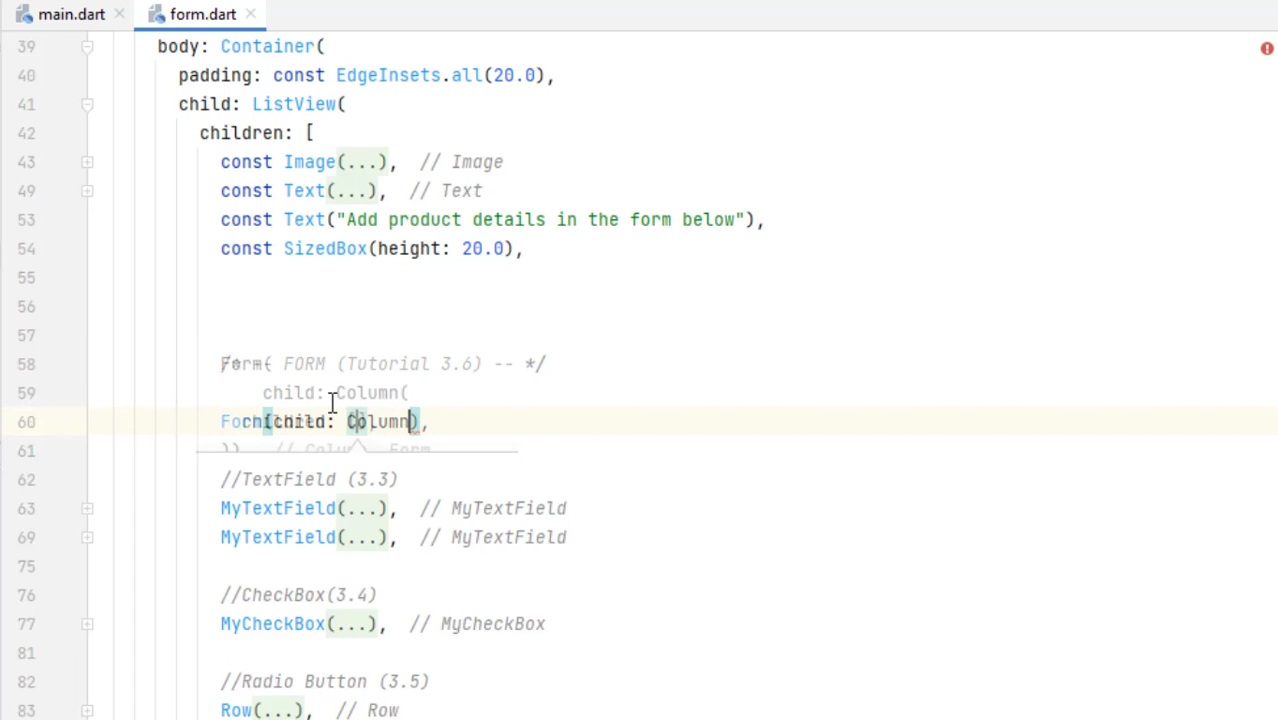 main.dart form.dart
39 body: Container(
40 padding: const EdgeInsets.all(20.0),
41 child: ListView(
42 children: [
43 const Image(...), // Image
49 const Text(...), // Text
53 const Text("Add product details in the form below"),
54 const SizedBox(height: 20.0),
55
56
57
58 FORM (Tutorial 3.6) -- */
59 child: Column(
60 (child: Column),
61 )) // Column, Form
62 //TextField (3.3)
63 MyTextField(...), // MyTextField
69 MyTextField(...), // MyTextField
75
76 //CheckBox(3.4)
77 MyCheckBox(...), // MyCheckBox
81
82 //Radio Button (3.5)
83 Row(...), // Row